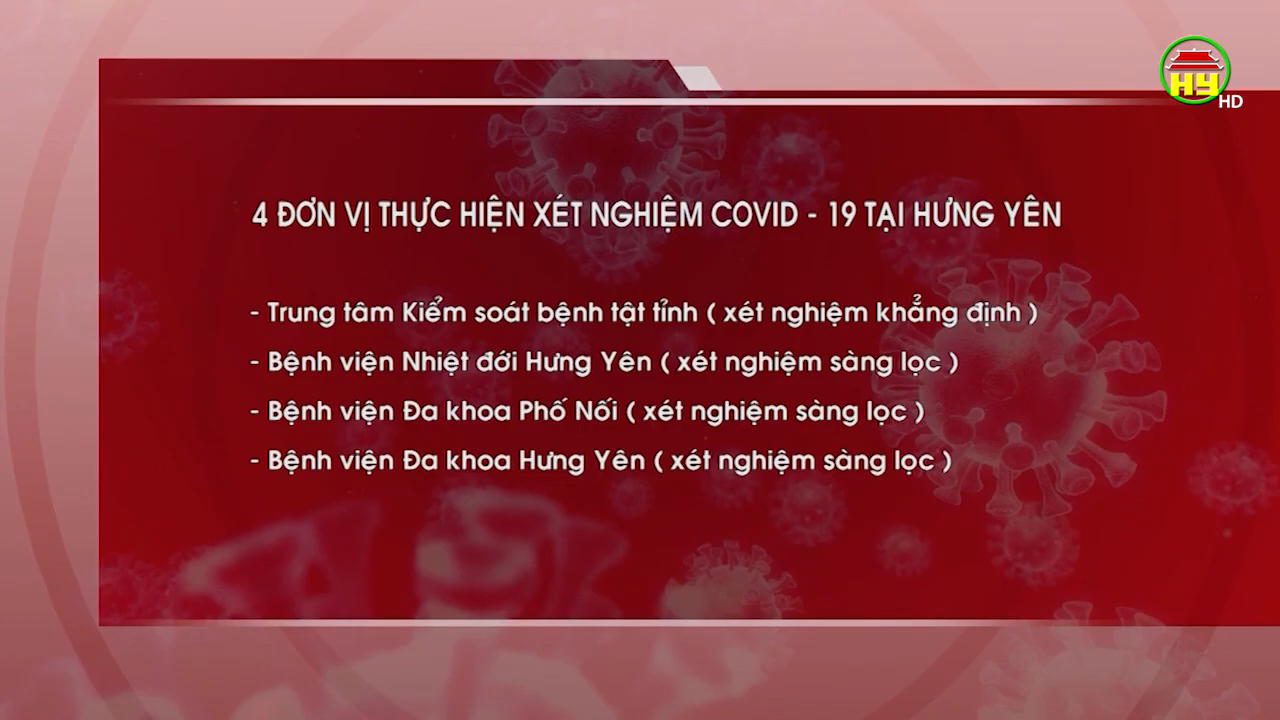 HY
HD
4 ĐƠN VỊ THỰC HIỆN XÉT NGHIỆM COVID - 19 TẠI HƯNG YÊN
- Trung tâm Kiểm soát bệnh tật tỉnh ( xét nghiệm khẳng định )
- Bệnh viện Nhiệt đới Hưng Yên ( xét nghiệm sàng lọc )
- Bệnh viện Đa khoa Phố Nối ( xét nghiệm sàng lọc )
- Bệnh viện Đa khoa Hưng Yên ( xét nghiệm sàng lọc )